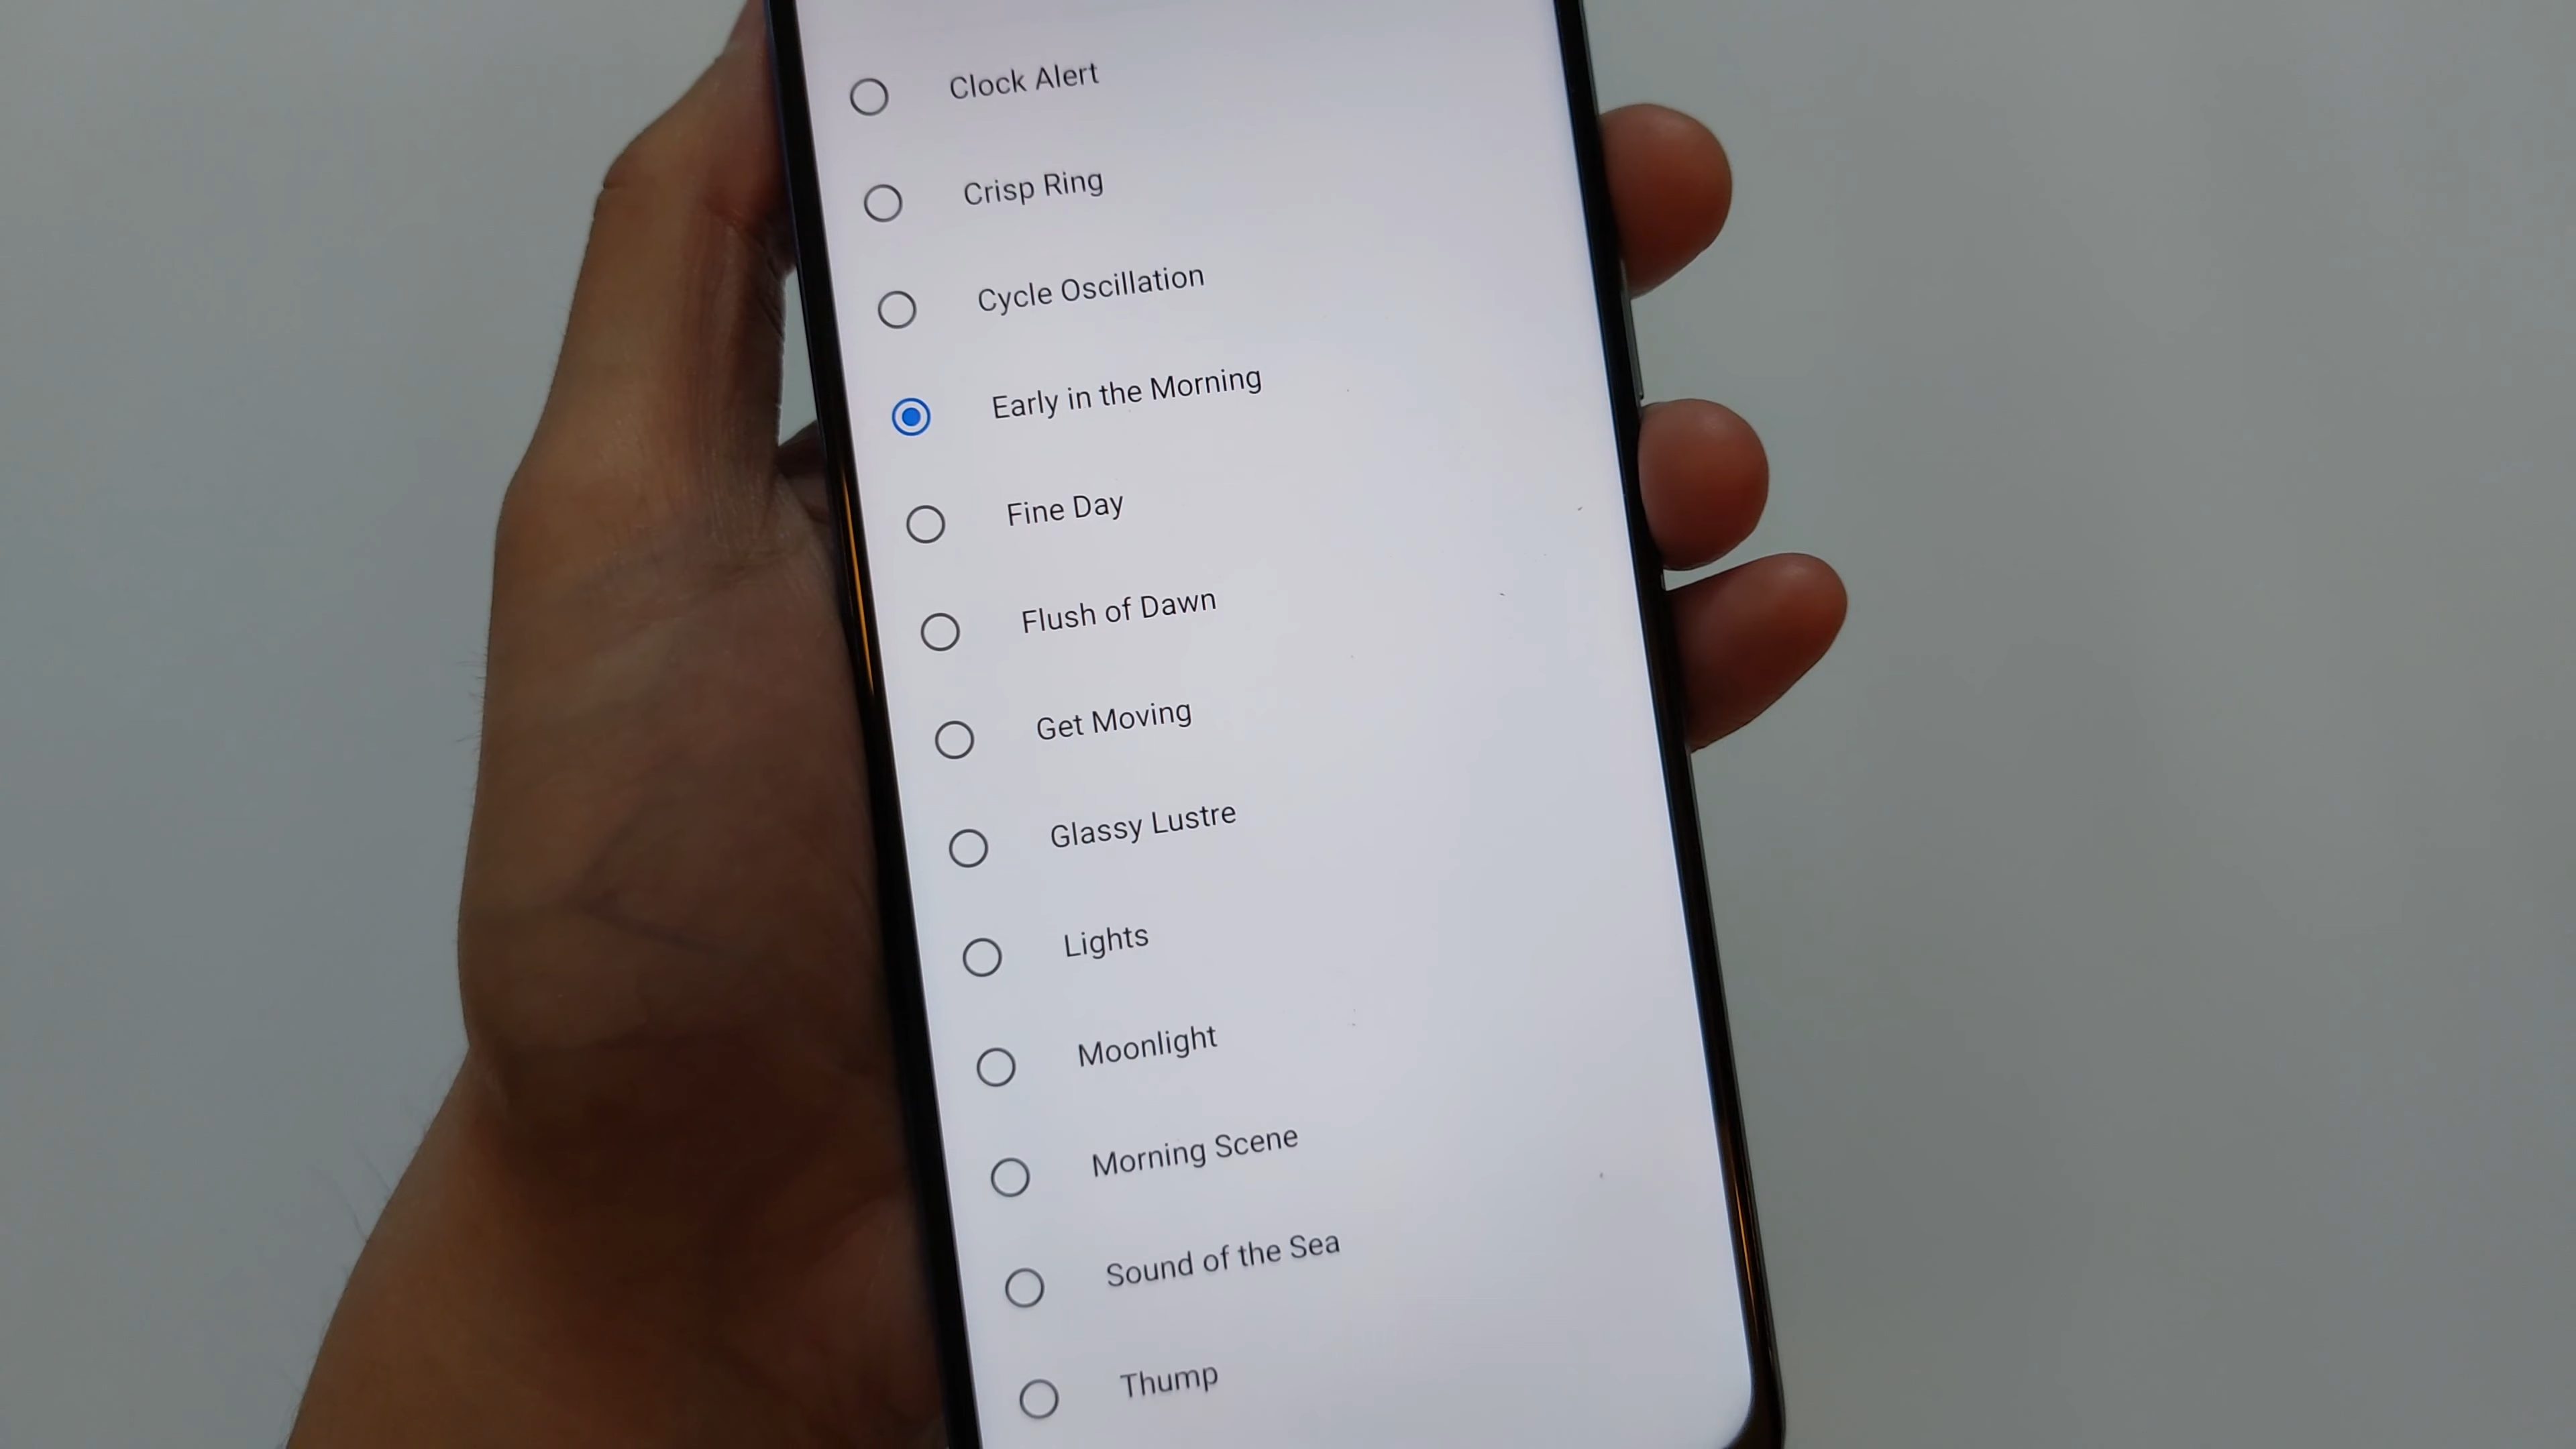 Clock Alert
Crisp Ring
Cycle Oscillation
Early in the Morning
Fine Day
Flush of Dawn
Get Moving
Glassy Lustre
Lights
Moonlight
Morning Scene
Sound of the Sea
Thump